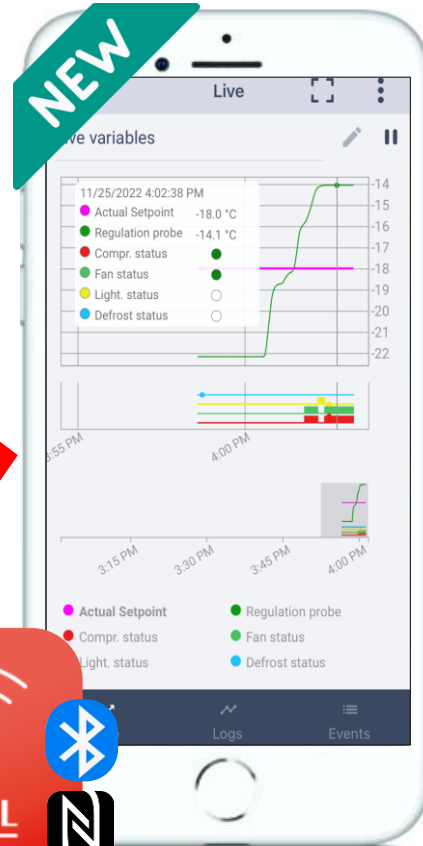 NEW
Live
ve variables
11/25/2022 4:02:38 PM
Actual Setpoint -18.0 °C
Regulation probe -14.1 °C
Compr. status
Fan status
Light. status
Defrost status
-14
-15
-16
-17
-18
-19
-20
-21
-22
3:55 PM
4:00 PM
3:15 PM
3:30 PM
3:45 PM
4:00 PM
Actual Setpoint
Regulation probe
Compr. status
Fan status
Light. status
Defrost status
Logs
Events
L